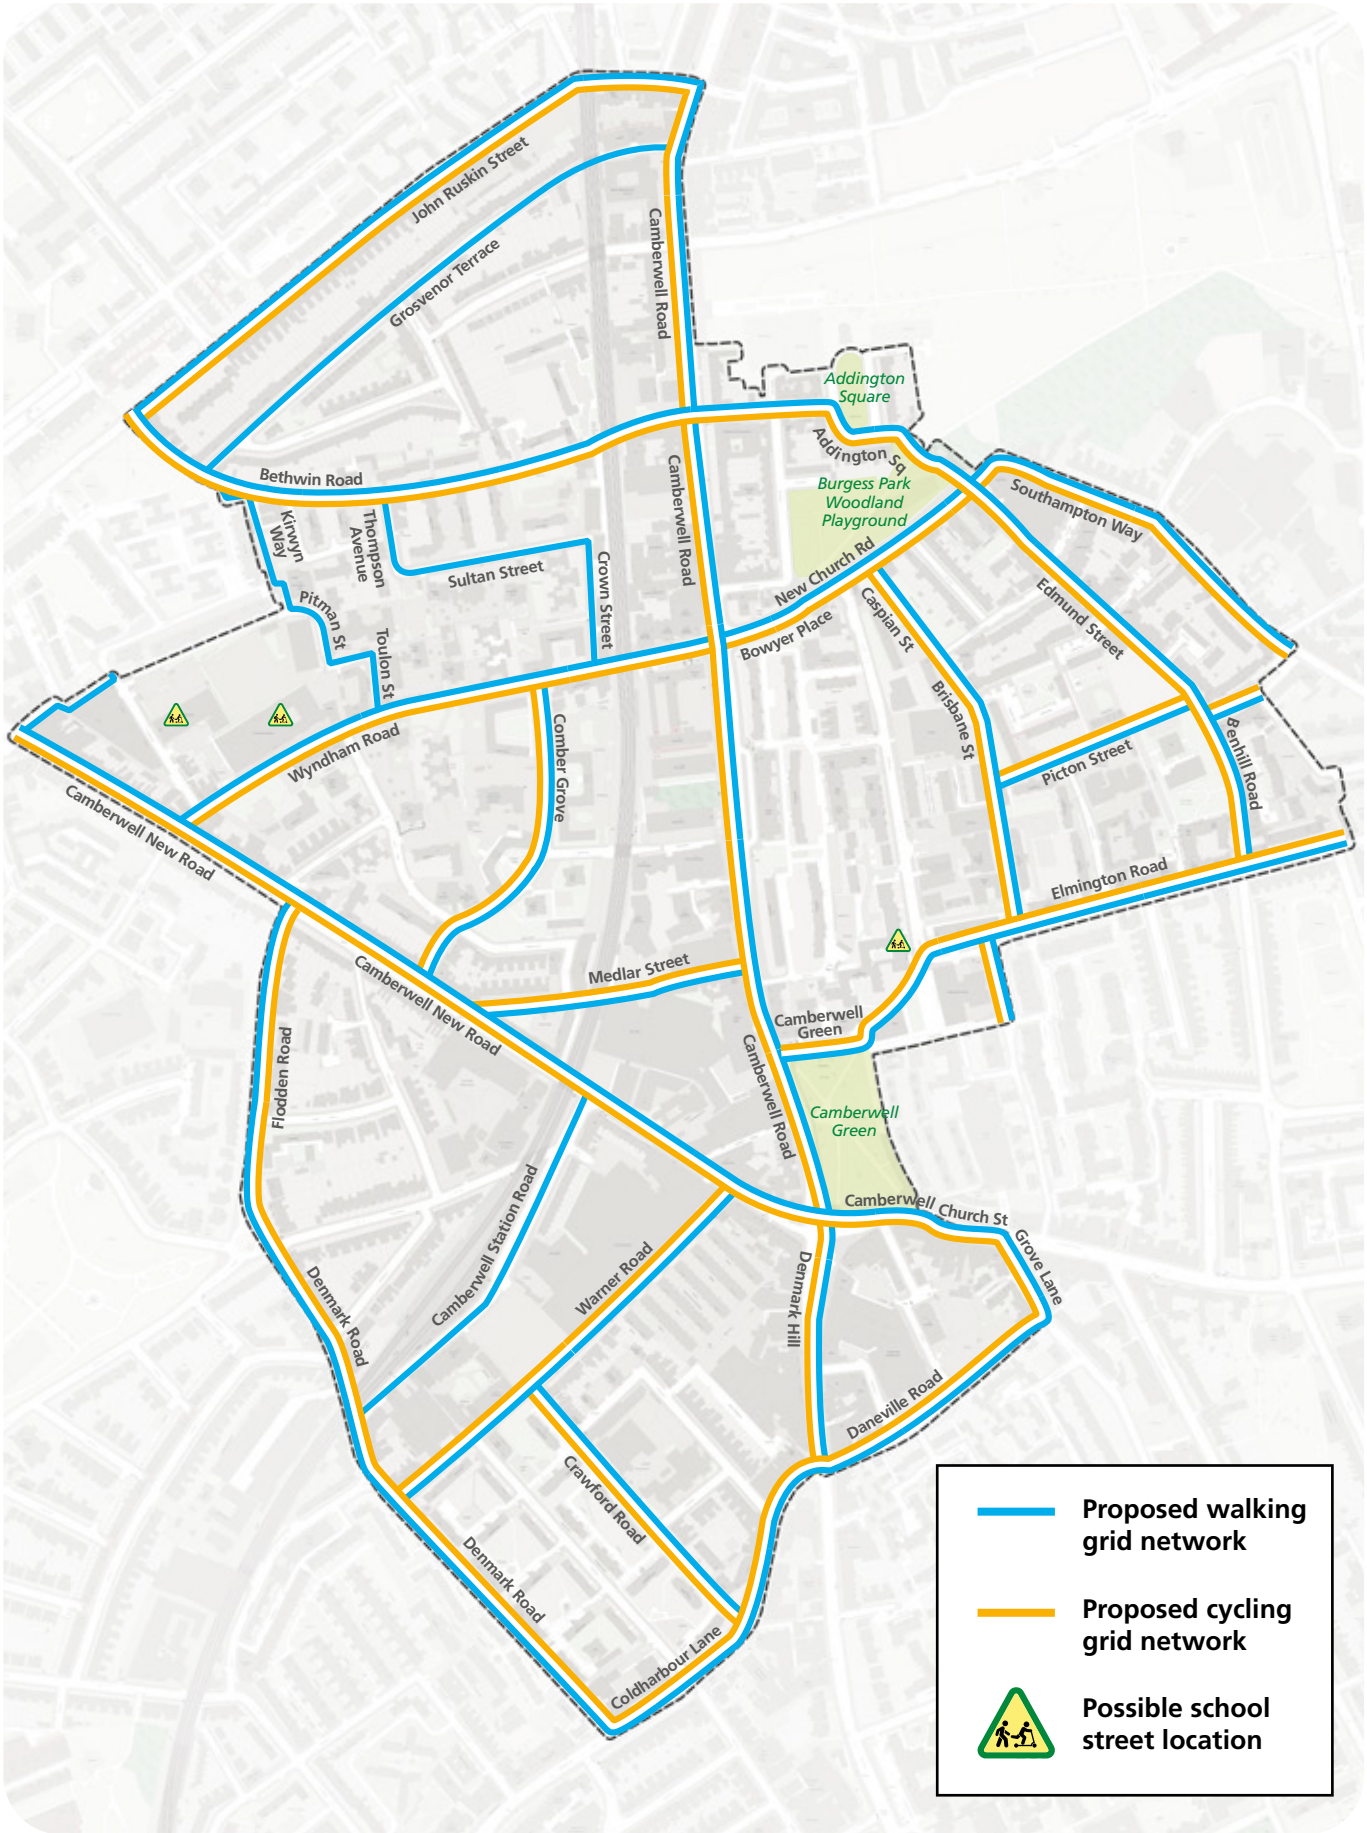 John Ruskin Street
Grosvenor Terrace
Camberwell Road
Addington
Square
Addington Sq
Bethwin Road
Camberwell Road
Burgess Park
Woodland
Playground
Southampton Way
Kirwyn
Way
Thompson
Avenue
Sultan Street
Crown Street
New Church Rd
Bowyer Place
Caspian St
Edmund Street
Pitman St
Toulon St
Wyndham Road
Comber Grove
Brisbane St
Picton Street
Benhill Road
Camberwell New Road
Elmington Road
Camberwell New Road
Medlar Street
Camberwell
Green
Flodden Road
Camberwell Road
Camberwell
Green
Camberwell Station Road
Camberwell Church St
Grove Lane
Denmark Road
Warner Road
Denmark Hill
Daneville Road
Crawford Road
Denmark Road
Coldharbour Lane
Proposed walking
grid network
Proposed cycling
grid network
Possible school
street location